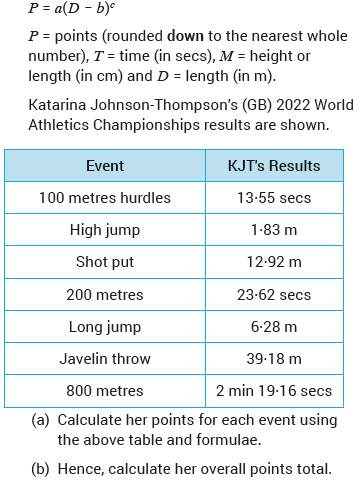 P = a(D − b)ᶜ
P = points (rounded down to the nearest whole
number), T = time (in secs), M = height or
length (in cm) and D = length (in m).
Katarina Johnson-Thompson's (GB) 2022 World
Athletics Championships results are shown.
Event KJT's Results
100 metres hurdles 13·55 secs
High jump 1·83 m
Shot put 12·92 m
200 metres 23·62 secs
Long jump 6·28 m
Javelin throw 39·18 m
800 metres 2 min 19·16 secs
(a) Calculate her points for each event using
the above table and formulae.
(b) Hence, calculate her overall points total.